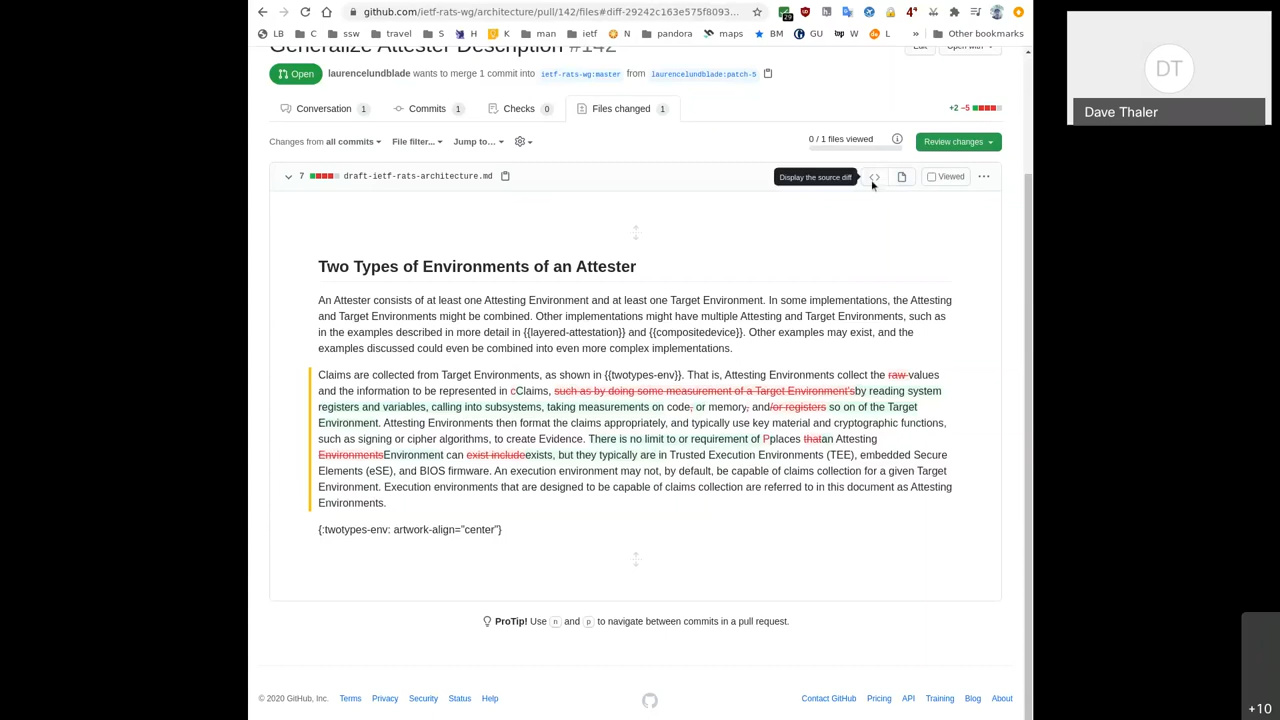 github.com/ietf-rats-wg/architecture/pull/142/files#diff-29242c163e575f8093...
29
LB C ssw travel S H K man ietf N pandora maps BM GU W L » Other bookmarks
Generalize Attester Description #142
Edit Open with
Open laurencelundblade wants to merge 1 commit into ietf-rats-wg:master from laurencelundblade:patch-5
Conversation 1 Commits 1 Checks 0 Files changed 1 +2 −5
Changes from all commits File filter... Jump to... 0 / 1 files viewed Review changes
7 draft-ietf-rats-architecture.md Display the source diff <> Viewed ...
Two Types of Environments of an Attester
An Attester consists of at least one Attesting Environment and at least one Target Environment. In some implementations, the Attesting
and Target Environments might be combined. Other implementations might have multiple Attesting and Target Environments, such as
in the examples described in more detail in {{layered-attestation}} and {{compositedevice}}. Other examples may exist, and the
examples discussed could even be combined into even more complex implementations.
Claims are collected from Target Environments, as shown in {{twotypes-env}}. That is, Attesting Environments collect the raw values
and the information to be represented in cClaims, such as by doing some measurement of a Target Environment'sby reading system
registers and variables, calling into subsystems, taking measurements on code, or memory, and/or registers so on of the Target
Environment. Attesting Environments then format the claims appropriately, and typically use key material and cryptographic functions,
such as signing or cipher algorithms, to create Evidence. There is no limit to or requirement of Pplaces thatan Attesting
EnvironmentsEnvironment can exist includeexists, but they typically are in Trusted Execution Environments (TEE), embedded Secure
Elements (eSE), and BIOS firmware. An execution environment may not, by default, be capable of claims collection for a given Target
Environment. Execution environments that are designed to be capable of claims collection are referred to in this document as Attesting
Environments.
{:twotypes-env: artwork-align="center"}
ProTip! Use n and p to navigate between commits in a pull request.
© 2020 GitHub, Inc. Terms Privacy Security Status Help Contact GitHub Pricing API Training Blog About
DT
Dave Thaler
+10